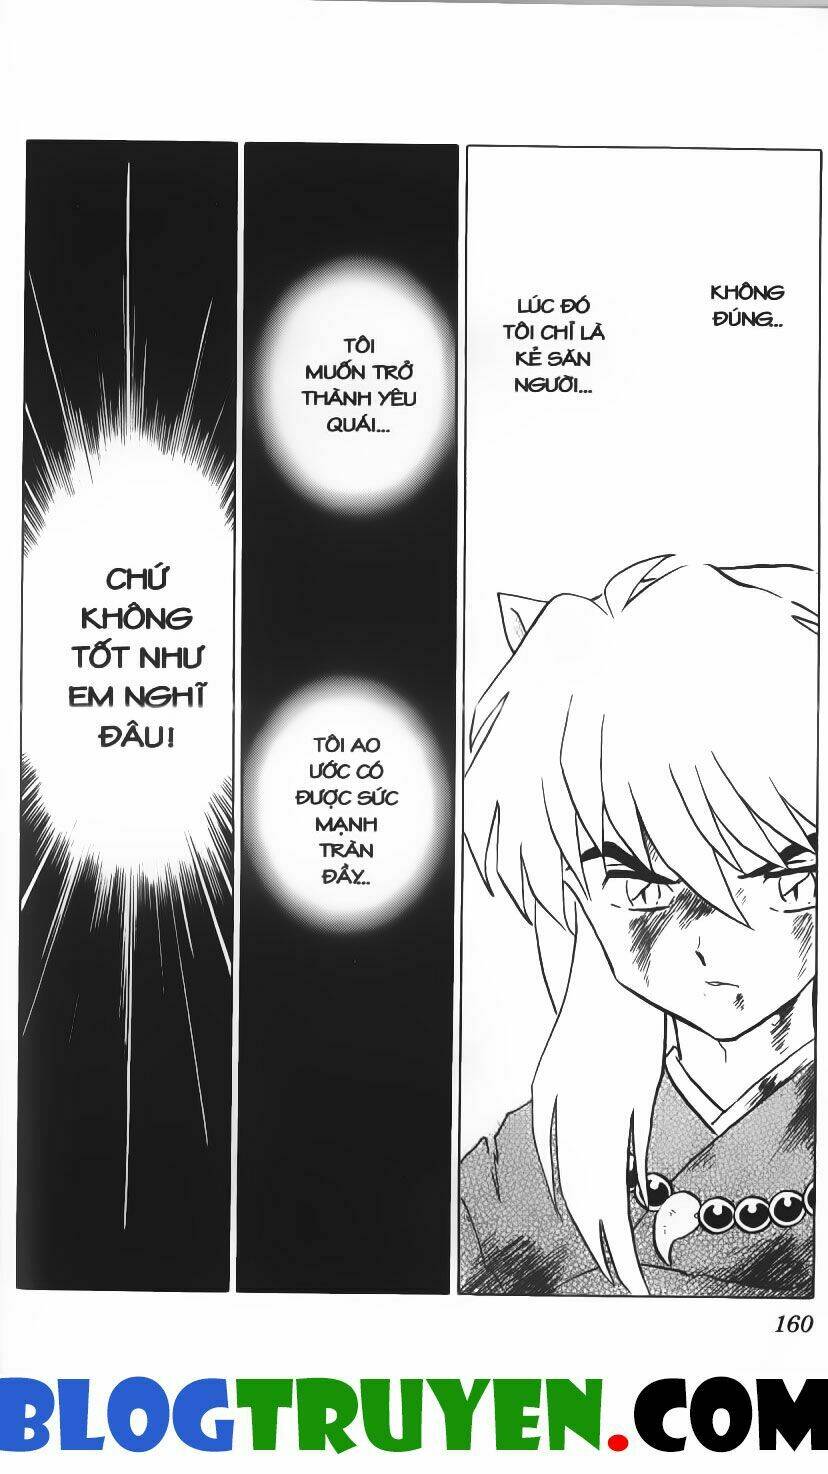 KHÔNG
ĐÚNG...
LÚC ĐÓ
TÔI CHỈ LÀ
KẺ SĂN
NGƯỜI...
TÔI
MUỐN TRỞ
THÀNH YÊU
QUÁI...
TÔI AO
ƯỚC CÓ
ĐƯỢC SỨC
MẠNH
TRÀN
ĐẦY...
CHỨ
KHÔNG
TỐT NHƯ
EM NGHĨ
ĐÂU!
160
BLOGTRUYEN.COM